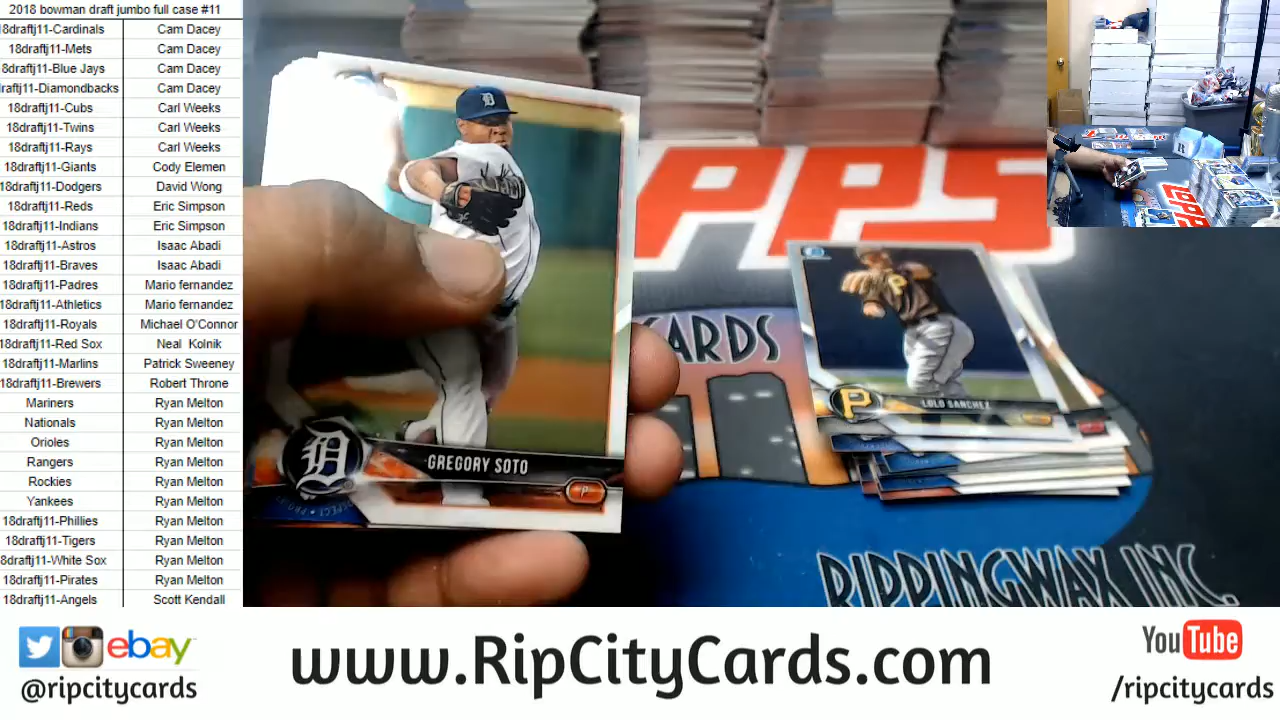 2018 bowman draft jumbo full case #11
18draftj11-Cardinals Cam Dacey
18draftj11-Mets Cam Dacey
18draftj11-Blue Jays Cam Dacey
raftj11-Diamondbacks Cam Dacey
18draftj11-Cubs Carl Weeks
18draftj11-Twins Carl Weeks
18draftj11-Rays Carl Weeks
18draftj11-Giants Cody Elemen
18draftj11-Dodgers David Wong
18draftj11-Reds Eric Simpson
18draftj11-Indians Eric Simpson
18draftj11-Astros Isaac Abadi
18draftj11-Braves Isaac Abadi
18draftj11-Padres Mario fernandez
18draftj11-Athletics Mario fernandez
18draftj11-Royals Michael O'Connor
18draftj11-Red Sox Neal Kolnik
18draftj11-Marlins Patrick Sweeney
18draftj11-Brewers Robert Throne
Mariners Ryan Melton
Nationals Ryan Melton
Orioles Ryan Melton
Rangers Ryan Melton
Rockies Ryan Melton
Yankees Ryan Melton
18draftj11-Phillies Ryan Melton
18draftj11-Tigers Ryan Melton
8draftj11-White Sox Ryan Melton
18draftj11-Pirates Ryan Melton
18draftj11-Angels Scott Kendall
PPS
CARDS
D
GREGORY SOTO
P
P
LOLO SANCHEZ
P
RIPPINGWAX INC.
ebay
@ripcitycards
www.RipCityCards.com
YouTube
/ripcitycards